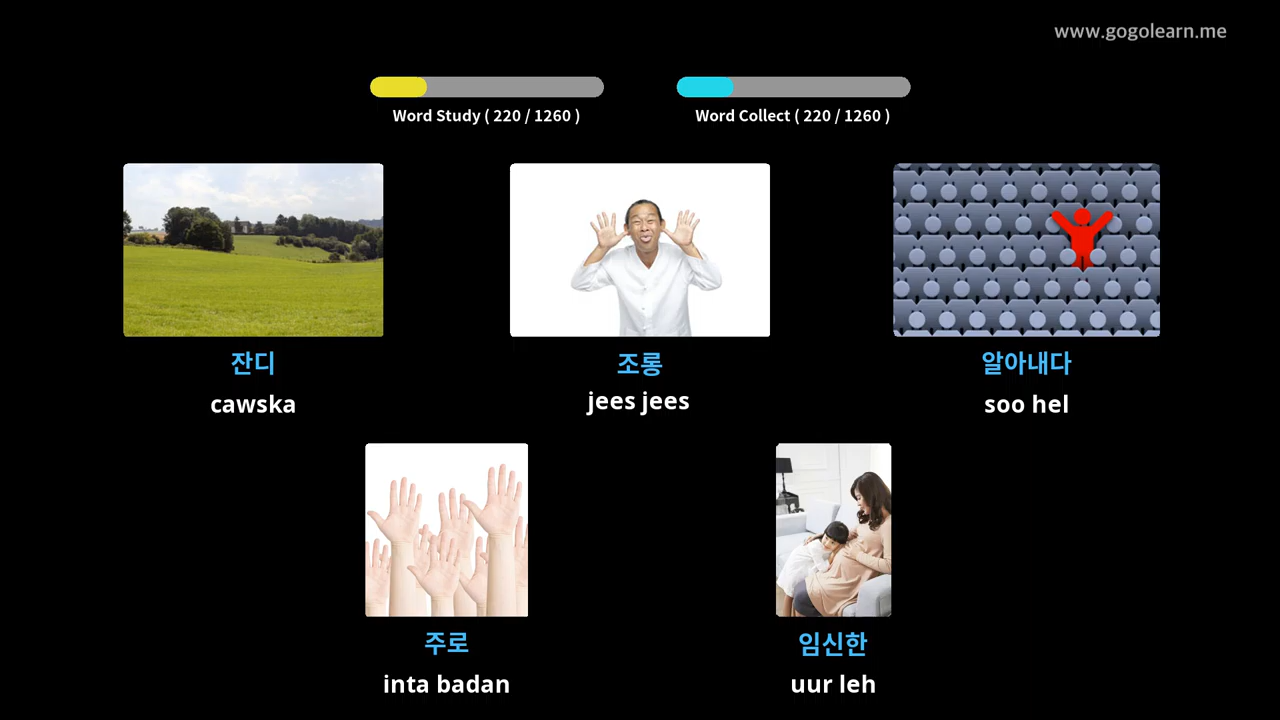 www.gogolearn.me
Word Study ( 220 / 1260 )
Word Collect ( 220 / 1260 )
잔디
조롱
알아내다
cawska
jees jees
soo hel
주로
임신한
inta badan
uur leh